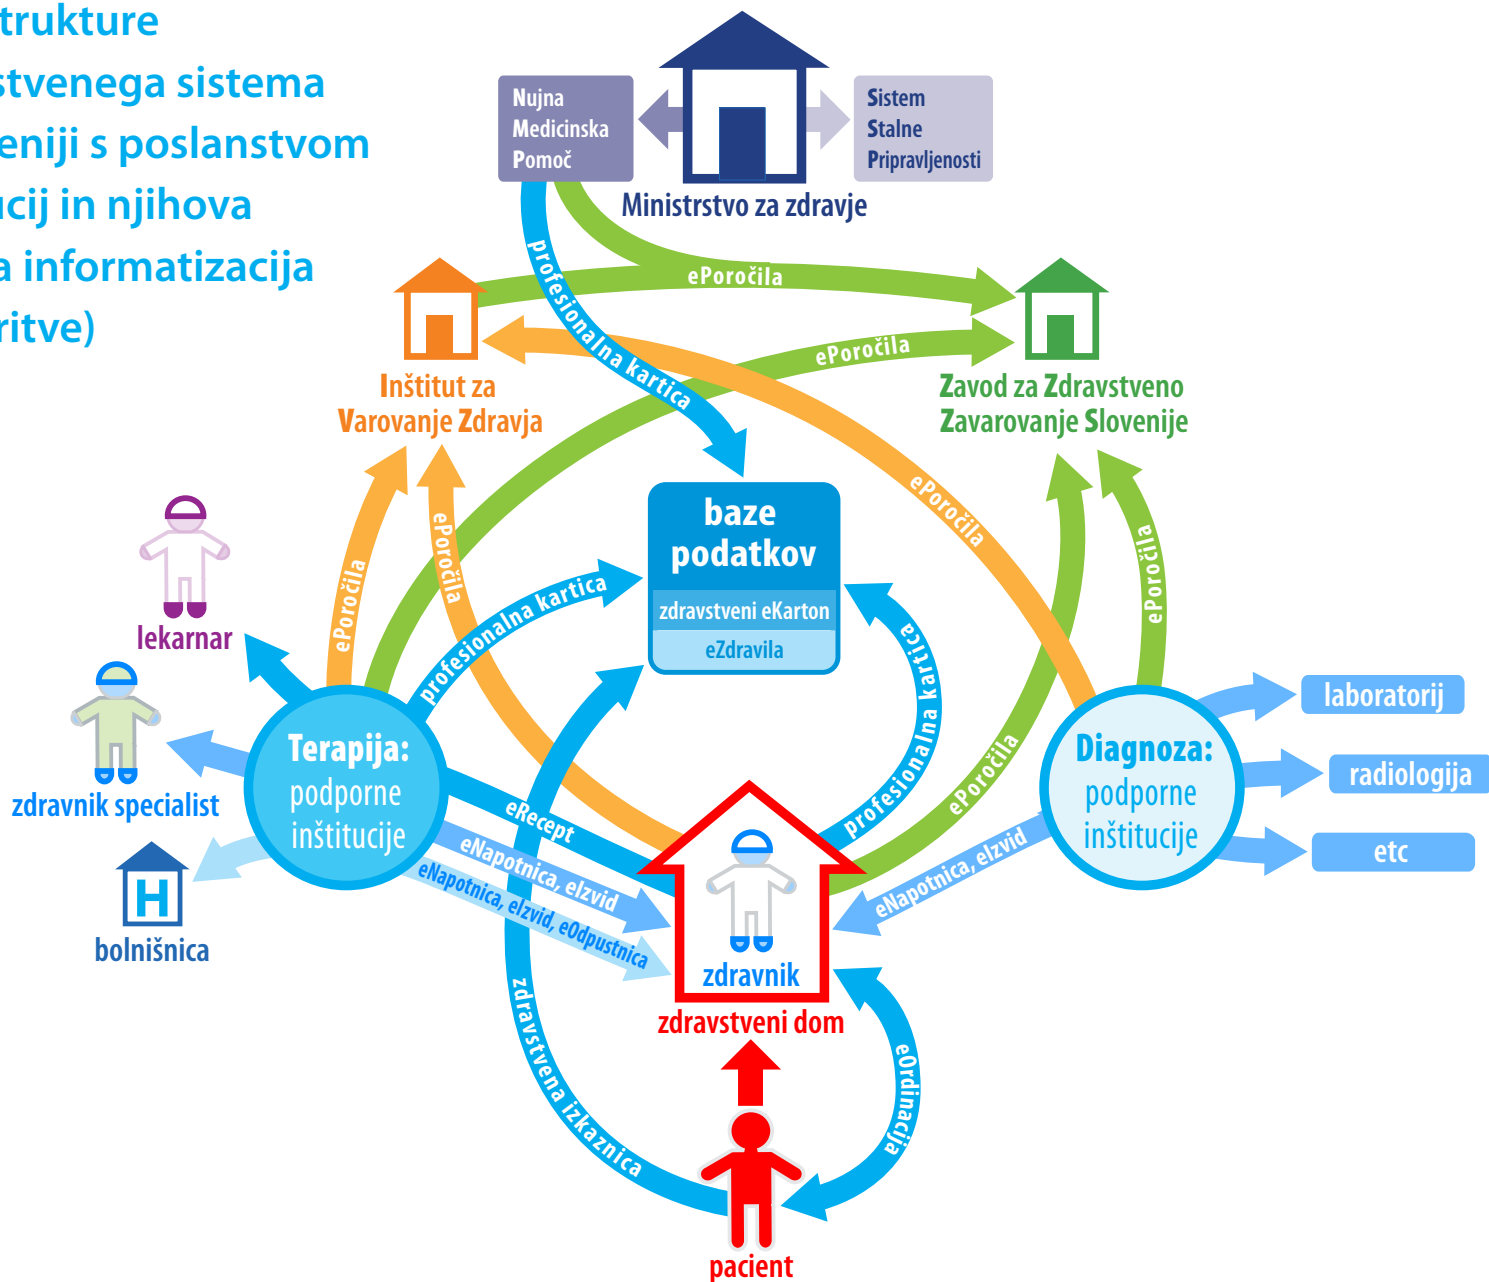 trukture
stvenega sistema
eniji s poslanstvom
ucij in njihova
a informatizacija
ritve)
Nujna
Medicinska
Pomoč
Sistem
Stalne
Pripravljenosti
Ministrstvo za zdravje
profesionalna kartica
ePoročila
ePoročila
Inštitut za
Varovanje Zdravja
Zavod za Zdravstveno
Zavarovanje Slovenije
ePoročila
ePoročila
ePoročila
ePoročila
baze
podatkov
zdravstveni eKarton
eZdravila
profesionalna kartica
profesionalna kartica
lekarnar
zdravnik specialist
bolnišnica
H
Terapija:
podporne
inštitucije
Diagnoza:
podporne
inštitucije
laboratorij
radiologija
etc
eRecept
eNapotnica, eIzvid
eNapotnica, eIzvid, eOdpustnica
ePoročila
eNapotnica, eIzvid
zdravnik
zdravstveni dom
zdravstvena izkaznica
eOrdinacija
pacient